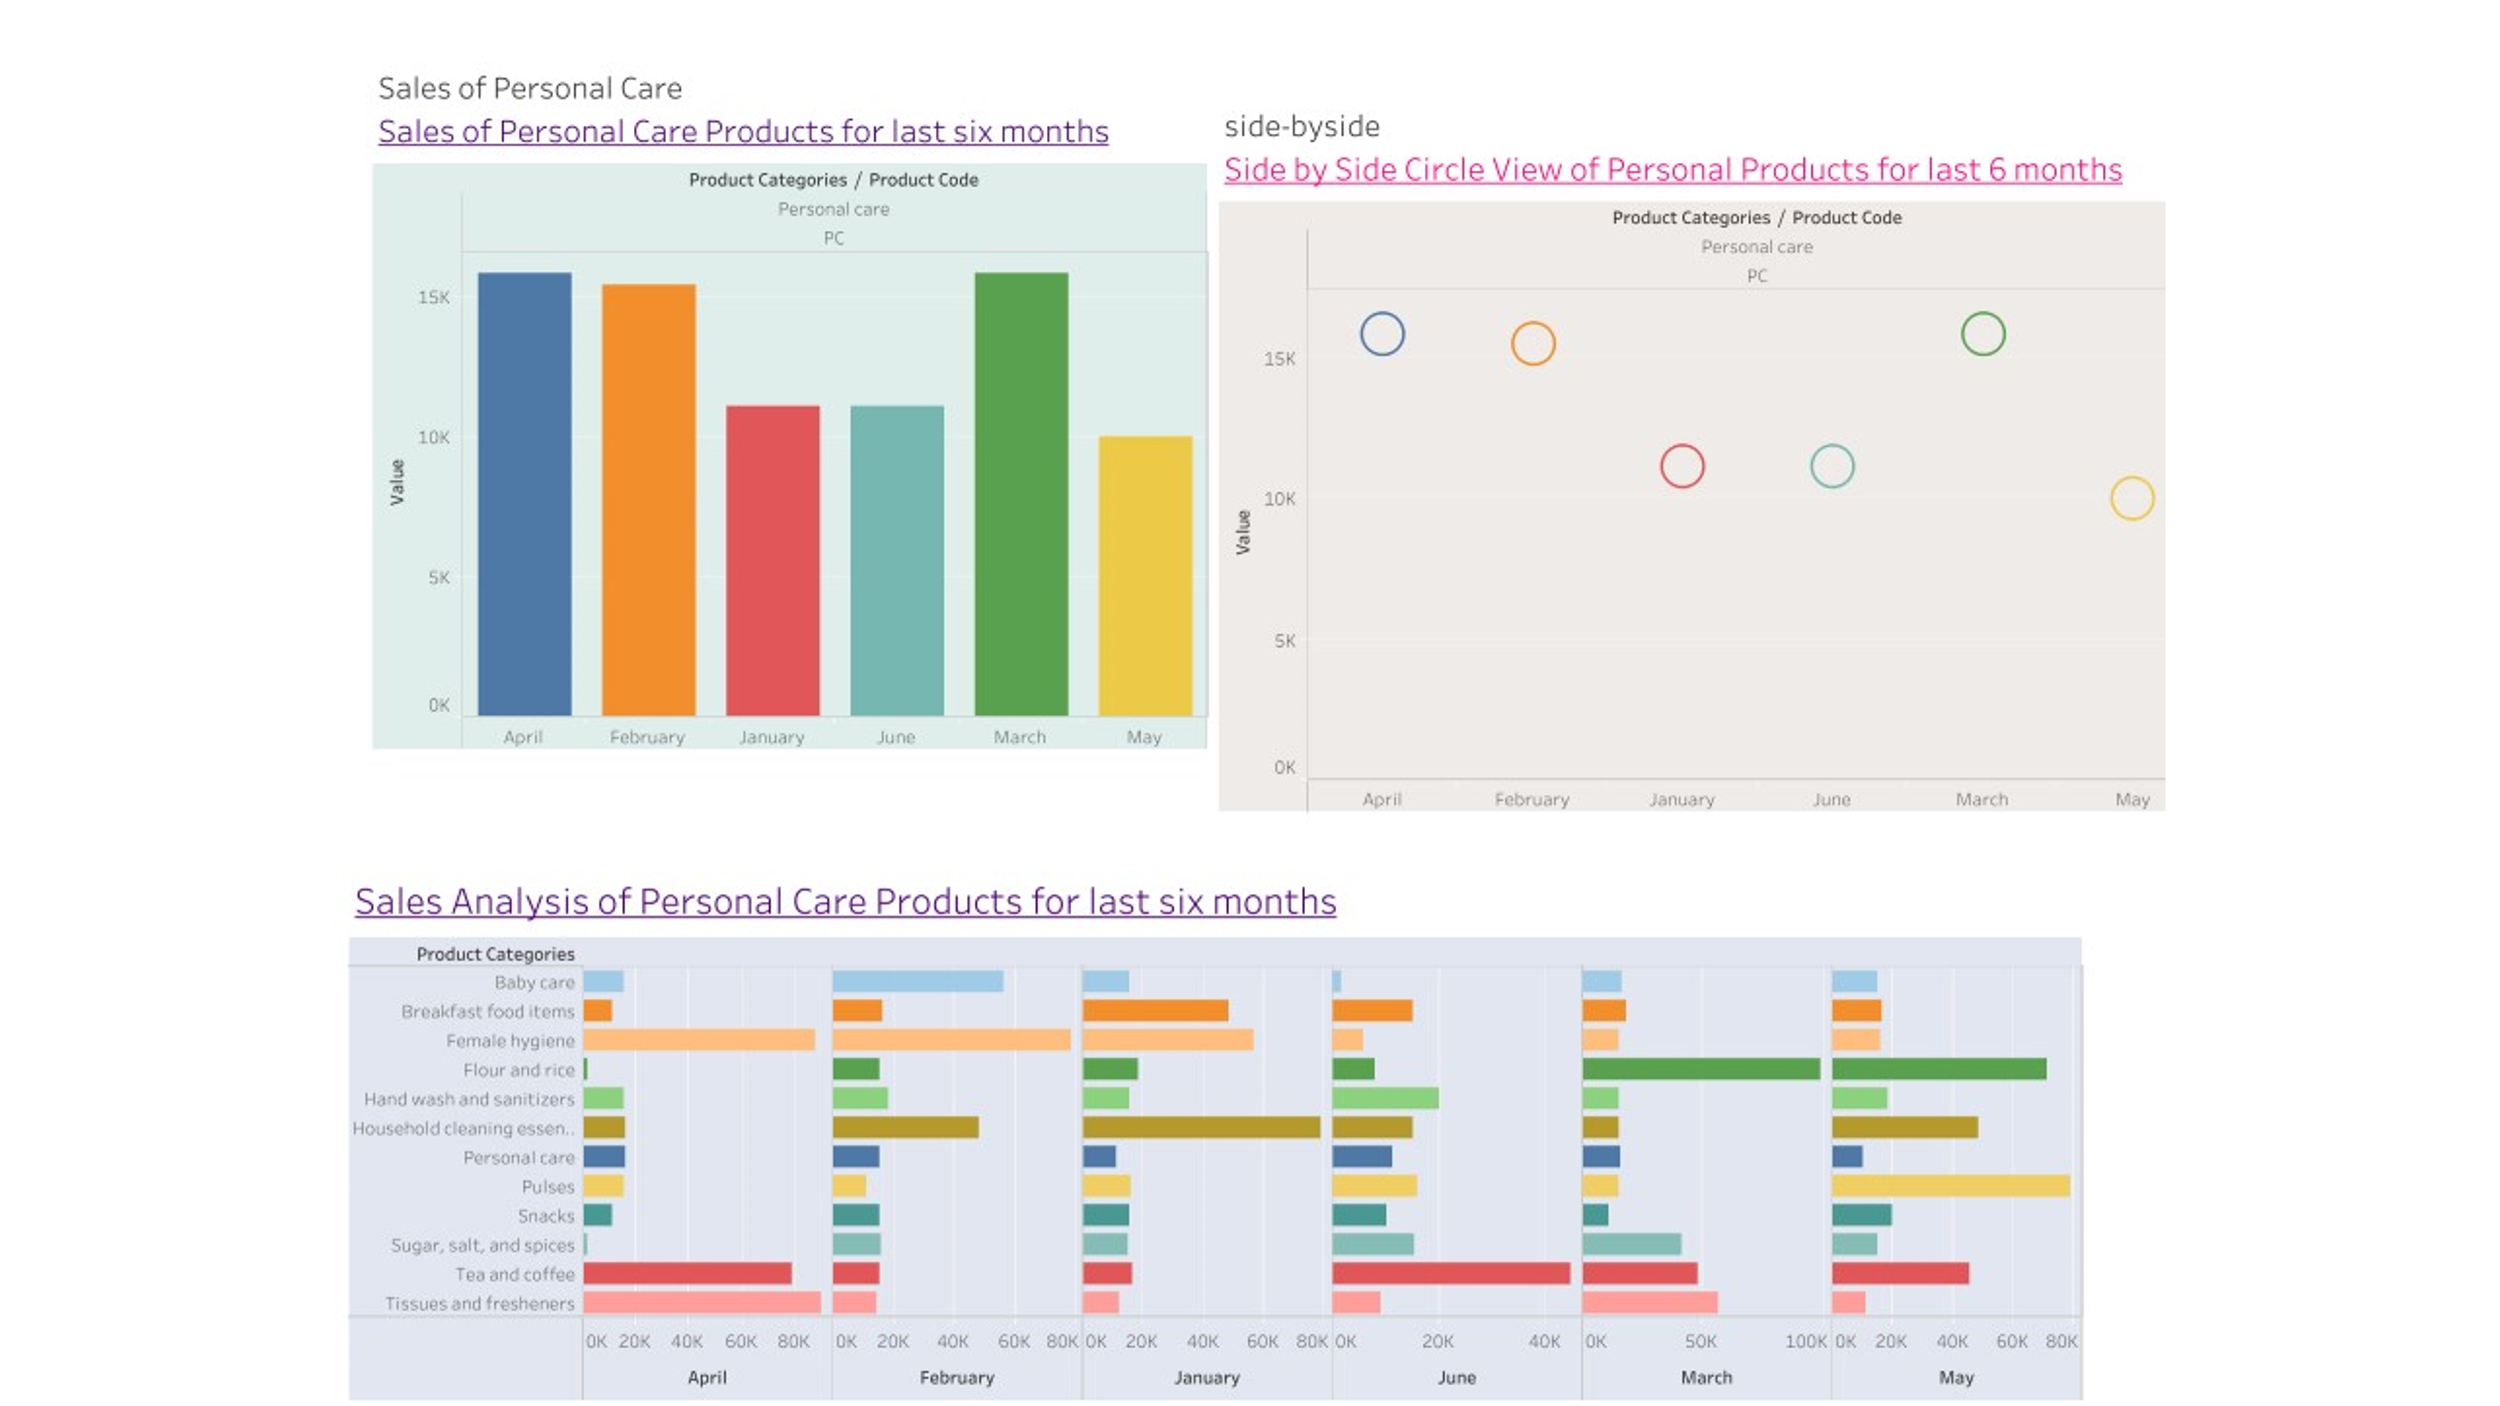 Sales of Personal Care
Sales of Personal Care Products for last six months
Product Categories / Product Code
Personal care
PC
15K
10K
5K
0K
Value
April February January June March May
side-byside
Side by Side Circle View of Personal Products for last 6 months
Product Categories / Product Code
Personal care
PC
15K
10K
5K
0K
Value
April February January June March May
Sales Analysis of Personal Care Products for last six months
Product Categories
Baby care
Breakfast food items
Female hygiene
Flour and rice
Hand wash and sanitizers
Household cleaning essen..
Personal care
Pulses
Snacks
Sugar, salt, and spices
Tea and coffee
Tissues and fresheners
0K 20K 40K 60K 80K 0K 20K 40K 60K 80K 0K 20K 40K 60K 80K 0K 20K 40K 0K 50K 100K 0K 20K 40K 60K 80K
April February January June March May